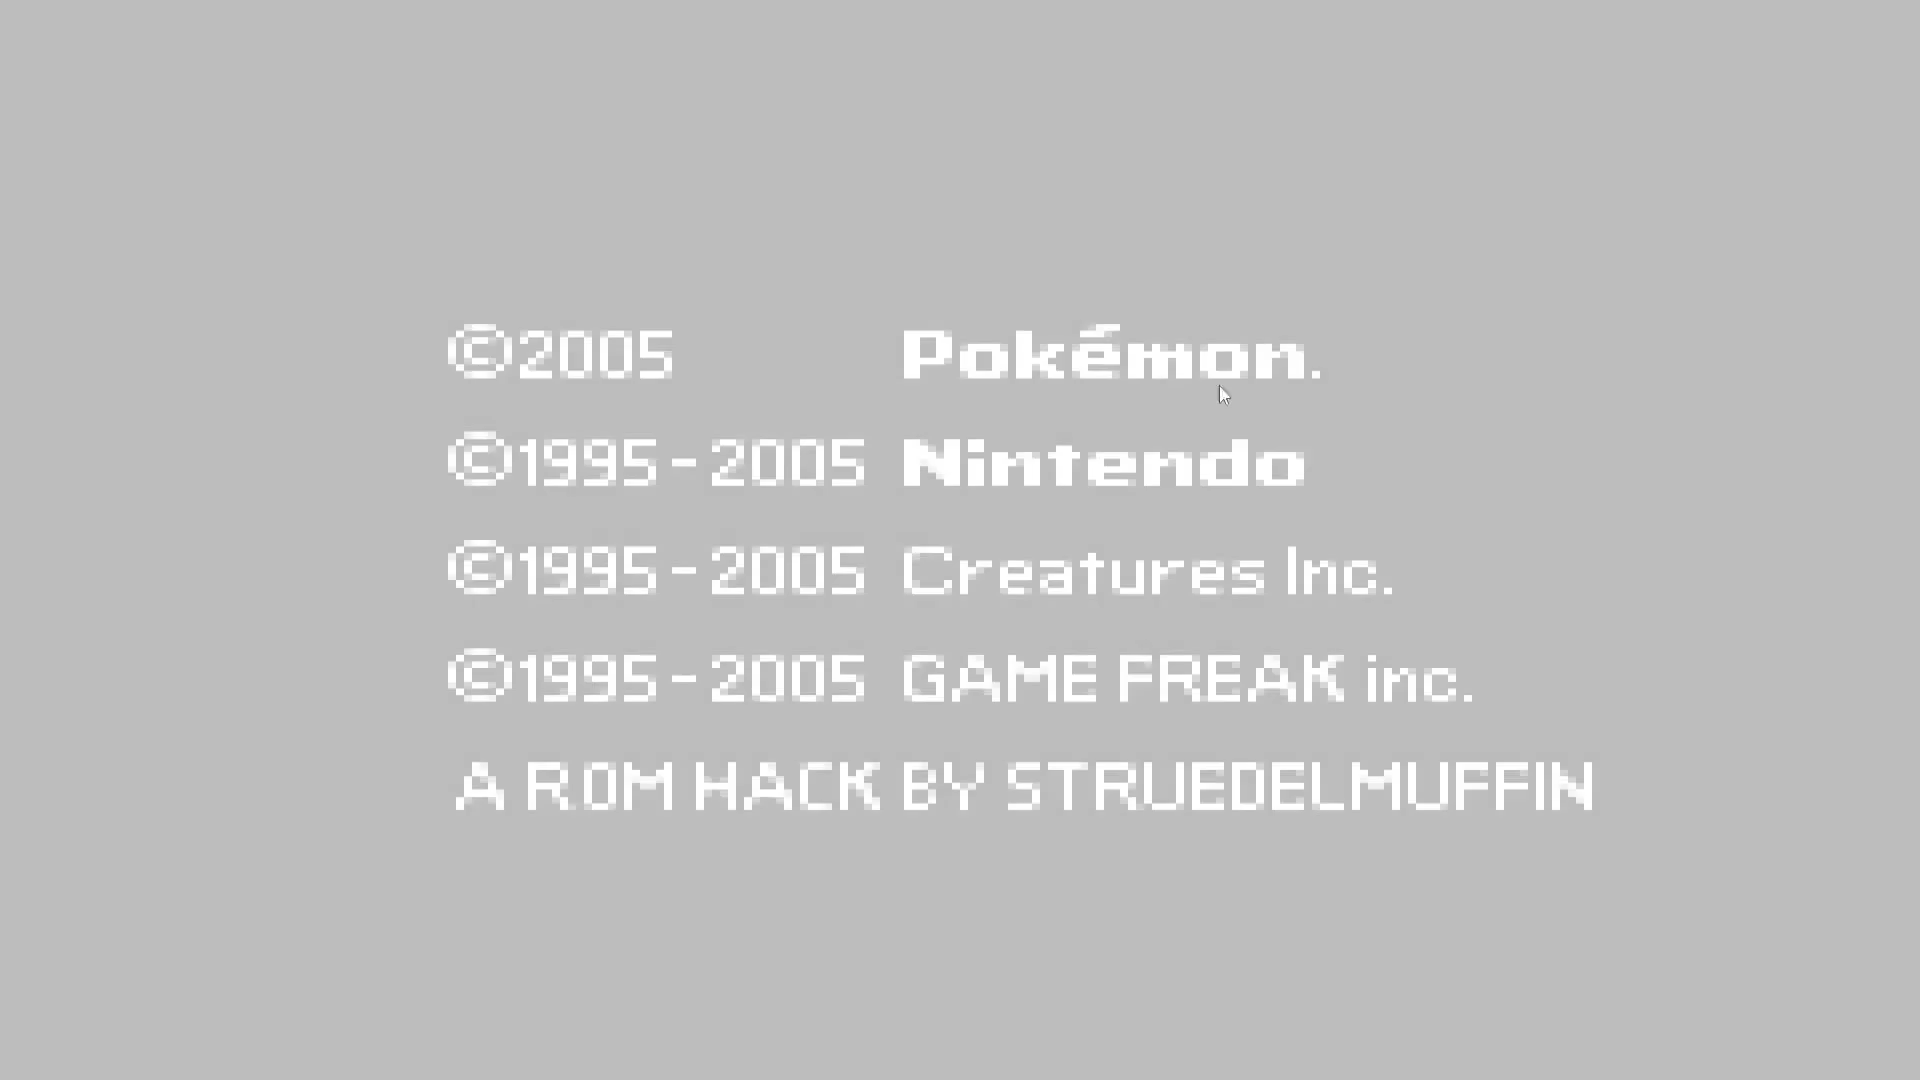 ©2005 Pokémon.
©1995-2005 Nintendo
©1995-2005 Creatures Inc.
©1995-2005 GAME FREAK inc.
A ROM HACK BY STRUEDELMUFFIN